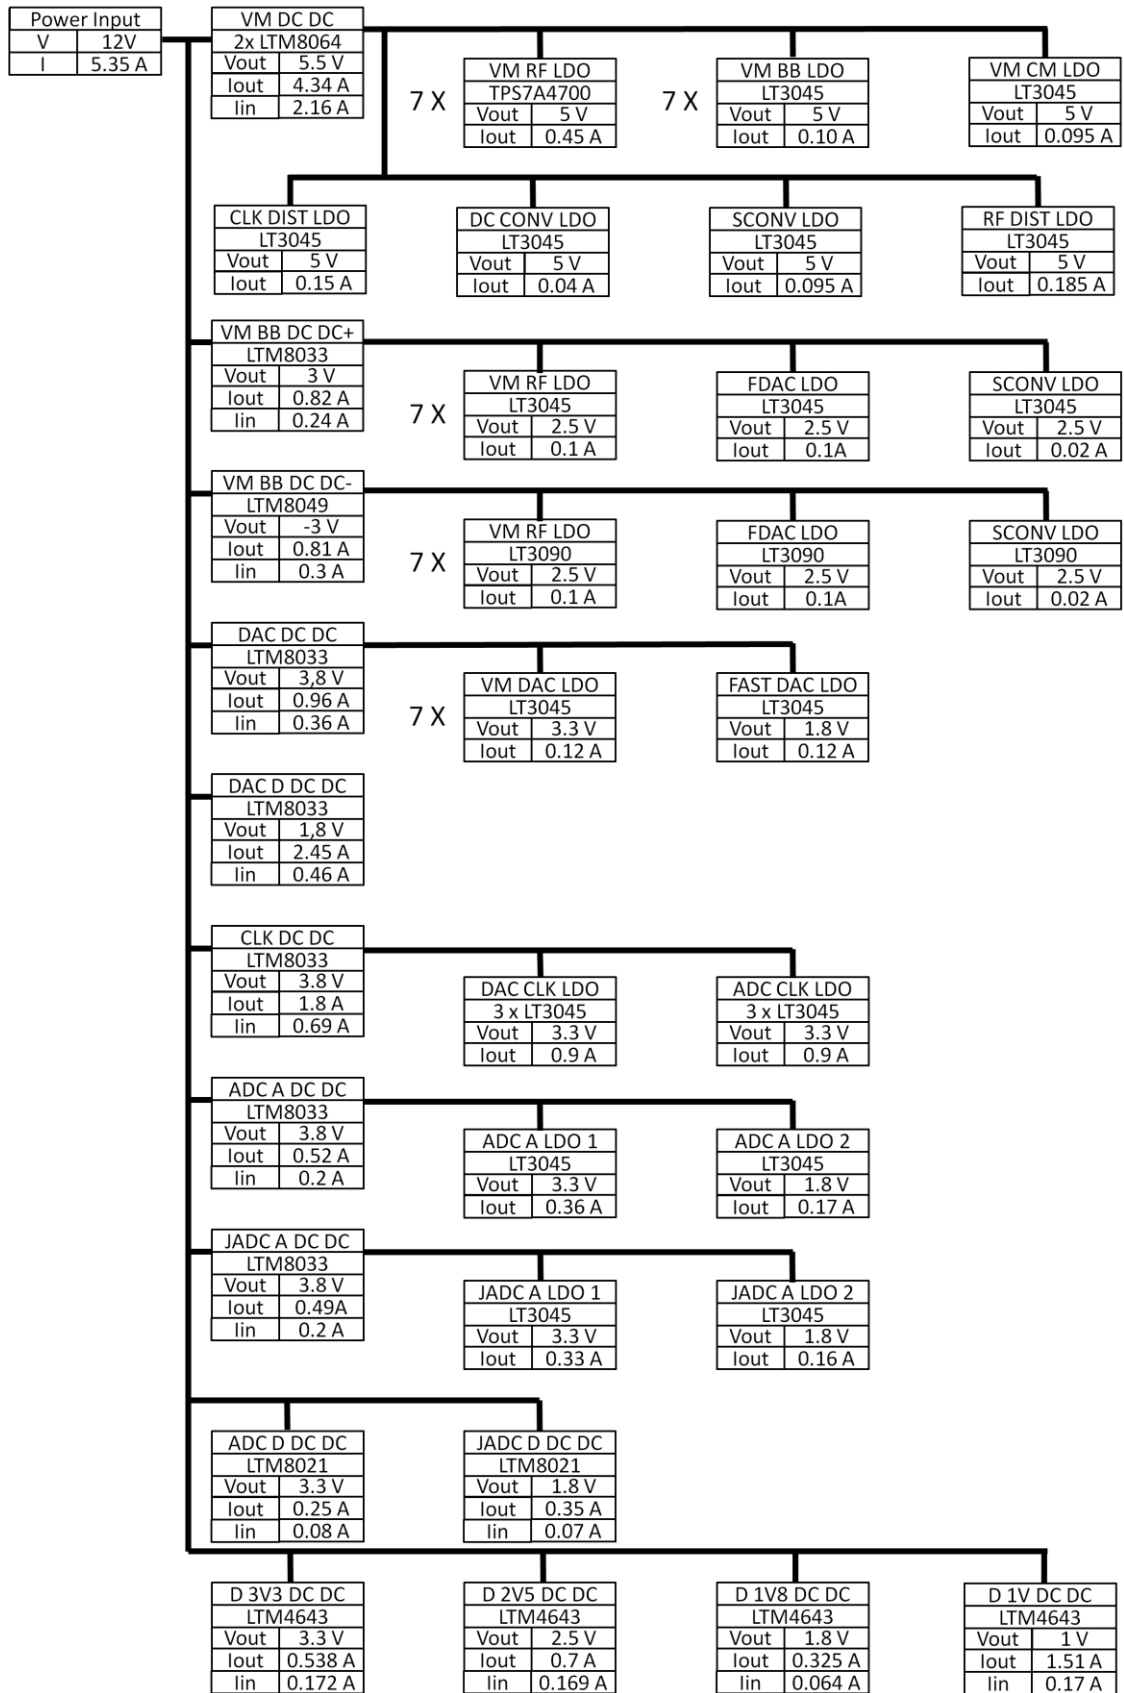 Power Input
V 12V
I 5.35 A
VM DC DC
2x LTM8064
Vout 5.5 V
Iout 4.34 A
Iin 2.16 A
7 X
VM RF LDO
TPS7A4700
Vout 5 V
Iout 0.45 A
7 X
VM BB LDO
LT3045
Vout 5 V
Iout 0.10 A
VM CM LDO
LT3045
Vout 5 V
Iout 0.095 A
CLK DIST LDO
LT3045
Vout 5 V
Iout 0.15 A
DC CONV LDO
LT3045
Vout 5 V
Iout 0.04 A
SCONV LDO
LT3045
Vout 5 V
Iout 0.095 A
RF DIST LDO
LT3045
Vout 5 V
Iout 0.185 A
VM BB DC DC+
LTM8033
Vout 3 V
Iout 0.82 A
Iin 0.24 A
7 X
VM RF LDO
LT3045
Vout 2.5 V
Iout 0.1 A
FDAC LDO
LT3045
Vout 2.5 V
Iout 0.1A
SCONV LDO
LT3045
Vout 2.5 V
Iout 0.02 A
VM BB DC DC-
LTM8049
Vout -3 V
Iout 0.81 A
Iin 0.3 A
7 X
VM RF LDO
LT3090
Vout 2.5 V
Iout 0.1 A
FDAC LDO
LT3090
Vout 2.5 V
Iout 0.1A
SCONV LDO
LT3090
Vout 2.5 V
Iout 0.02 A
DAC DC DC
LTM8033
Vout 3,8 V
Iout 0.96 A
Iin 0.36 A
7 X
VM DAC LDO
LT3045
Vout 3.3 V
Iout 0.12 A
FAST DAC LDO
LT3045
Vout 1.8 V
Iout 0.12 A
DAC D DC DC
LTM8033
Vout 1,8 V
Iout 2.45 A
Iin 0.46 A
CLK DC DC
LTM8033
Vout 3.8 V
Iout 1.8 A
Iin 0.69 A
DAC CLK LDO
3 x LT3045
Vout 3.3 V
Iout 0.9 A
ADC CLK LDO
3 x LT3045
Vout 3.3 V
Iout 0.9 A
ADC A DC DC
LTM8033
Vout 3.8 V
Iout 0.52 A
Iin 0.2 A
ADC A LDO 1
LT3045
Vout 3.3 V
Iout 0.36 A
ADC A LDO 2
LT3045
Vout 1.8 V
Iout 0.17 A
JADC A DC DC
LTM8033
Vout 3.8 V
Iout 0.49A
Iin 0.2 A
JADC A LDO 1
LT3045
Vout 3.3 V
Iout 0.33 A
JADC A LDO 2
LT3045
Vout 1.8 V
Iout 0.16 A
ADC D DC DC
LTM8021
Vout 3.3 V
Iout 0.25 A
Iin 0.08 A
JADC D DC DC
LTM8021
Vout 1.8 V
Iout 0.35 A
Iin 0.07 A
D 3V3 DC DC
LTM4643
Vout 3.3 V
Iout 0.538 A
Iin 0.172 A
D 2V5 DC DC
LTM4643
Vout 2.5 V
Iout 0.7 A
Iin 0.169 A
D 1V8 DC DC
LTM4643
Vout 1.8 V
Iout 0.325 A
Iin 0.064 A
D 1V DC DC
LTM4643
Vout 1 V
Iout 1.51 A
Iin 0.17 A